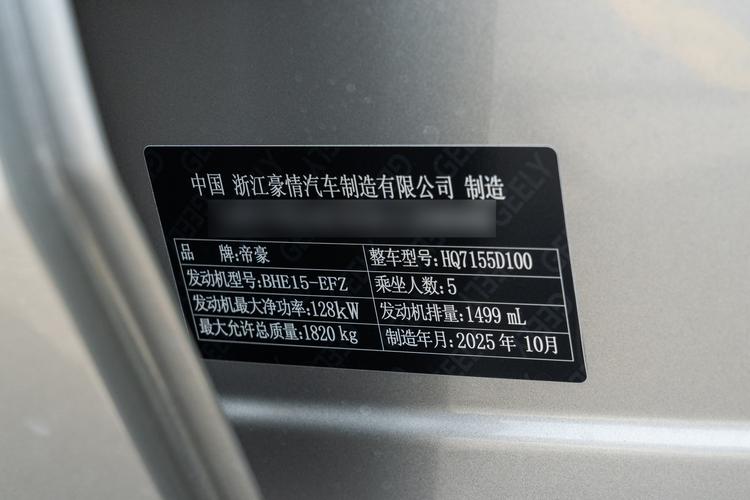 中国 浙江豪情汽车制造有限公司 制造
品 牌:帝豪 整车型号:HQ7155D100
发动机型号:BHE15-EFZ 乘坐人数:5
发动机最大净功率:128kW 发动机排量:1499 mL
最大允许总质量:1820 kg 制造年月:2025 年 10月
GEELY
GEELY
GEELY